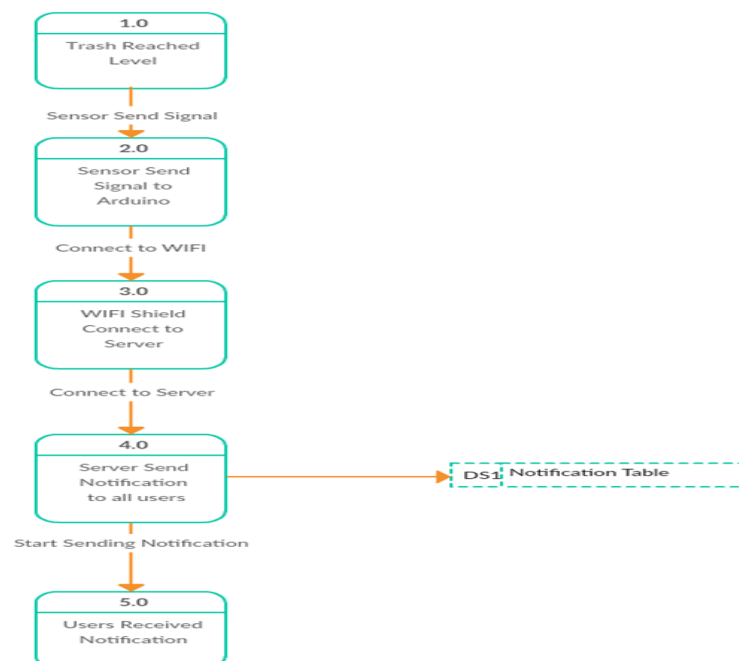 1.0
Trash Reached
Level
Sensor Send Signal
2.0
Sensor Send
Signal to
Arduino
Connect to WIFI
3.0
WIFI Shield
Connect to
Server
Connect to Server
4.0
Server Send
Notification
to all users
DS1 Notification Table
Start Sending Notification
5.0
Users Received
Notification